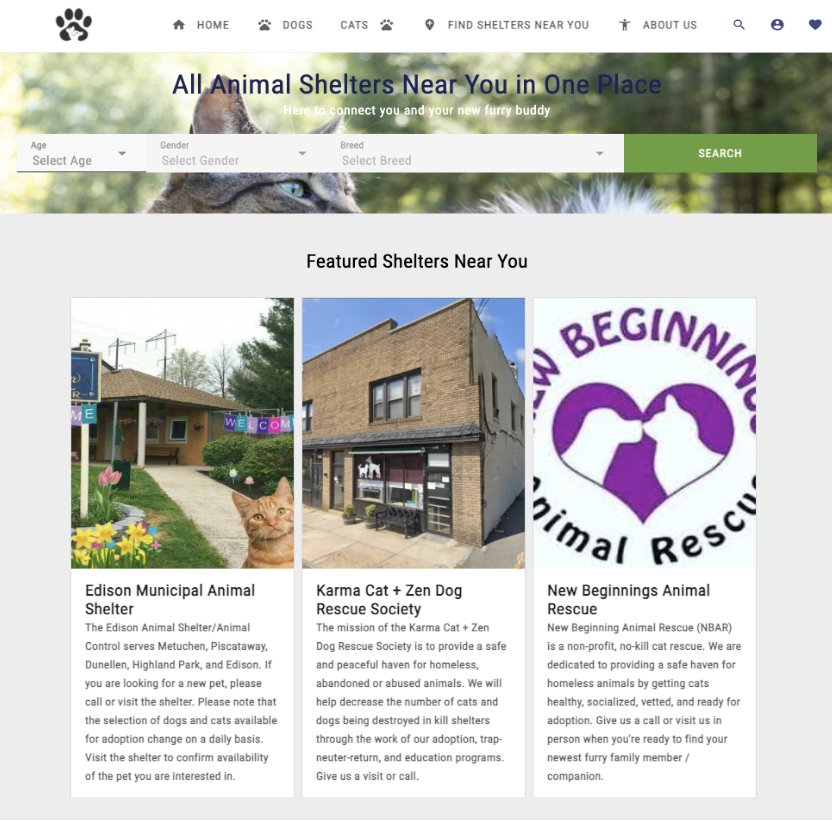 HOME DOGS CATS FIND SHELTERS NEAR YOU ABOUT US
All Animal Shelters Near You in One Place
Here to connect you and your new furry buddy
Age Gender Breed
Select Age Select Gender Select Breed SEARCH
Featured Shelters Near You
ME
WELCOM
BEGINNING
Animal Rescu
Edison Municipal Animal
Shelter
The Edison Animal Shelter/Animal
Control serves Metuchen, Piscataway,
Dunellen, Highland Park, and Edison. If
you are looking for a new pet, please
call or visit the shelter. Please note that
the selection of dogs and cats available
for adoption change on a daily basis.
Visit the shelter to confirm availability
of the pet you are interested in.
Karma Cat + Zen Dog
Rescue Society
The mission of the Karma Cat + Zen
Dog Rescue Society is to provide a safe
and peaceful haven for homeless,
abandoned or abused animals. We will
help decrease the number of cats and
dogs being destroyed in kill shelters
through the work of our adoption, trap-
neuter-return, and education programs.
Give us a visit or call.
New Beginnings Animal
Rescue
New Beginning Animal Rescue (NBAR)
is a non-profit, no-kill cat rescue. We are
dedicated to providing a safe haven for
homeless animals by getting cats
healthy, socialized, vetted, and ready for
adoption. Give us a call or visit us in
person when you're ready to find your
newest furry family member /
companion.